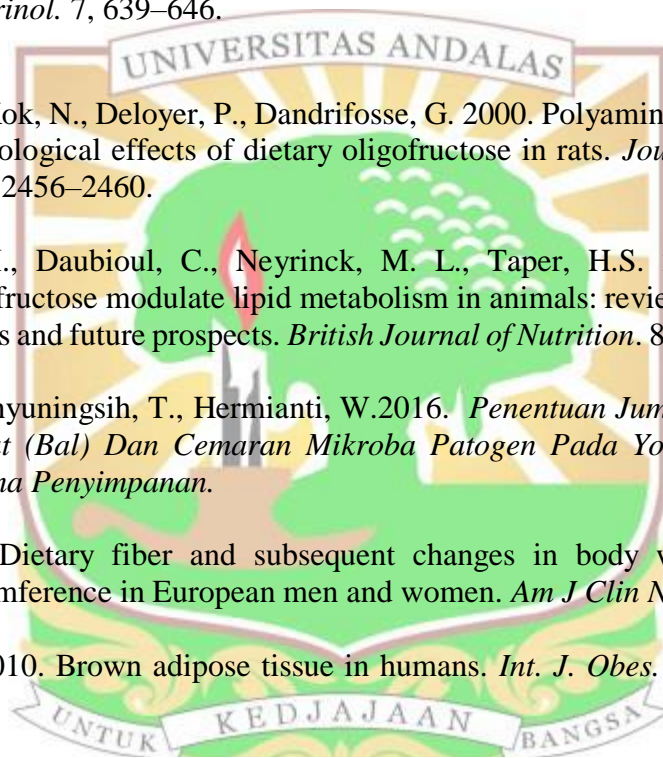 rinol. 7, 639–646.
UNIVERSITAS ANDALAS
Kok, N., Deloyer, P., Dandrifosse, G. 2000. Polyamin
ological effects of dietary oligofructose in rats. Jou
2456–2460.
I., Daubioul, C., Neyrinck, M. L., Taper, H.S.
fructose modulate lipid metabolism in animals: revie
s and future prospects. British Journal of Nutrition. 8
hyuningsih, T., Hermianti, W.2016. Penentuan Jum
at (Bal) Dan Cemaran Mikroba Patogen Pada Yo
na Penyimpanan.
Dietary fiber and subsequent changes in body w
mference in European men and women. Am J Clin N
010. Brown adipose tissue in humans. Int. J. Obes.
UNTUK KEDJAJAAN BANGSA